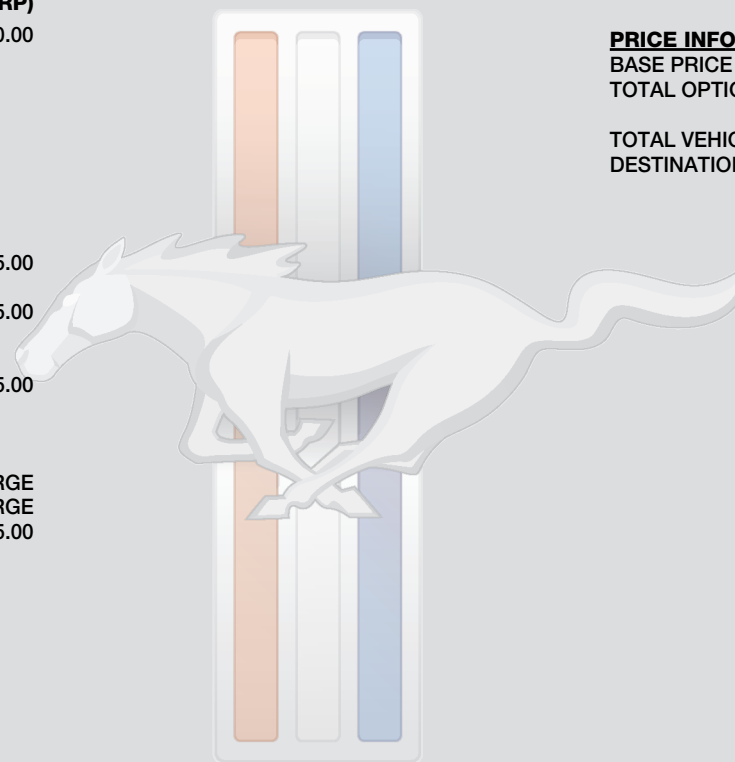 RP)
0.00
5.00
5.00
5.00
RGE
RGE
5.00
PRICE INFO
BASE PRICE
TOTAL OPTIO
TOTAL VEHIC
DESTINATION